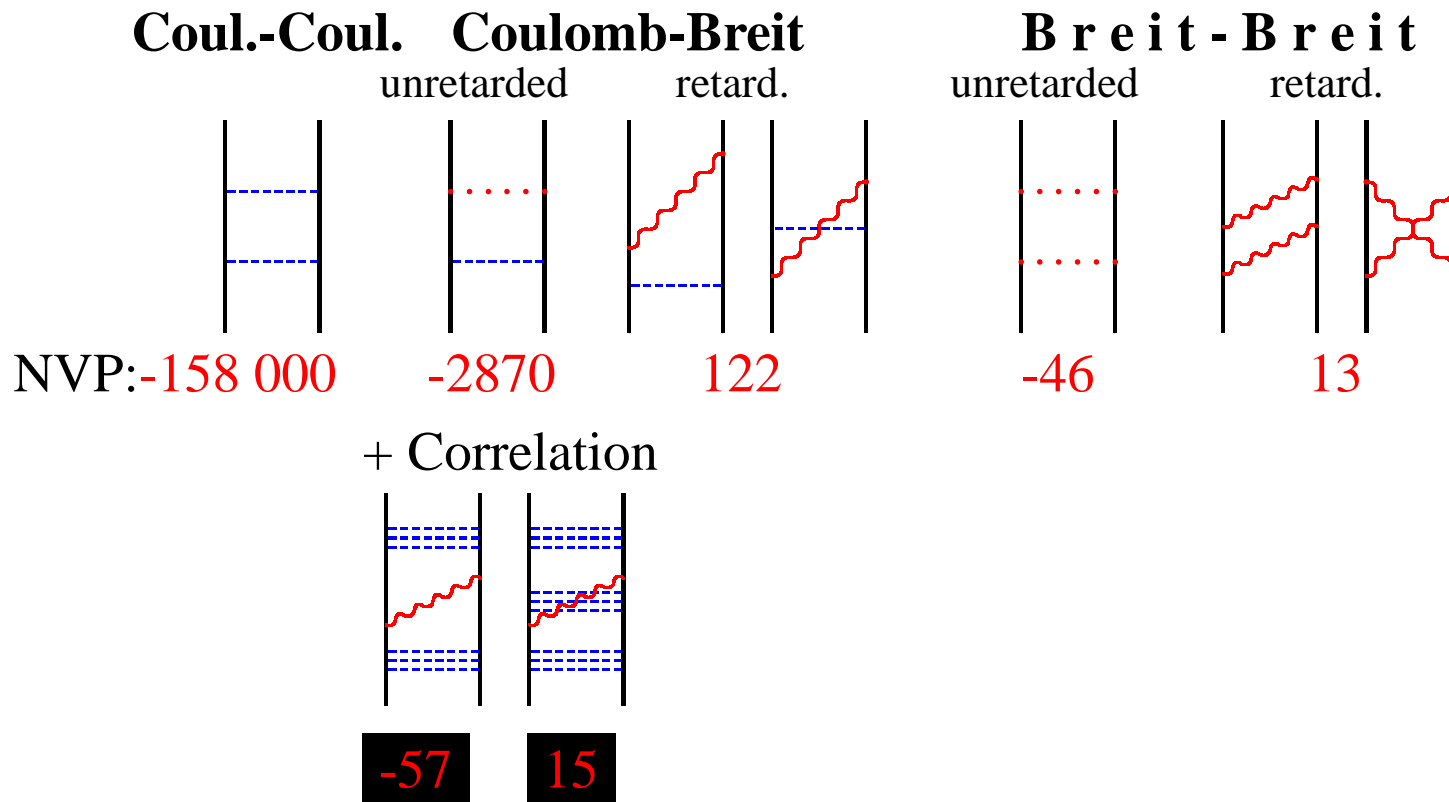 Coul.-Coul. Coulomb-Breit B r e i t - B r e i t
unretarded retard. unretarded retard.
NVP: -158 000 -2870 122 -46 13
+ Correlation
-57 15